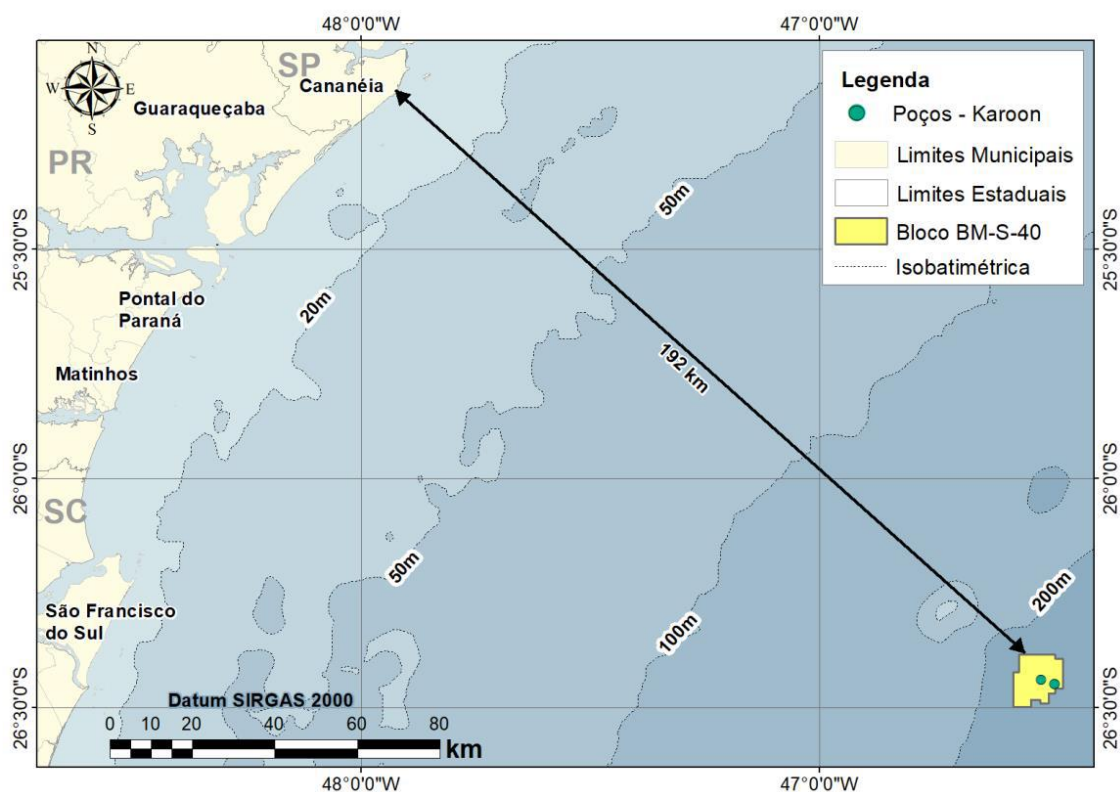 48°0'0"W
47°0'0"W
N
W
E
S
SP
Cananéia
Guaraqueçaba
PR
Legenda
Poços - Karoon
Limites Municipais
Limites Estaduais
Bloco BM-S-40
Isobatimétrica
50m
25°30'0"S
25°30'0"S
20m
Pontal do
Paraná
192 km
Matinhos
26°0'0"S
26°0'0"S
SC
50m
100m
200m
São Francisco
do Sul
Datum SIRGAS 2000
0 10 20 40 60 80
km
26°30'0"S
26°30'0"S
48°0'0"W
47°0'0"W